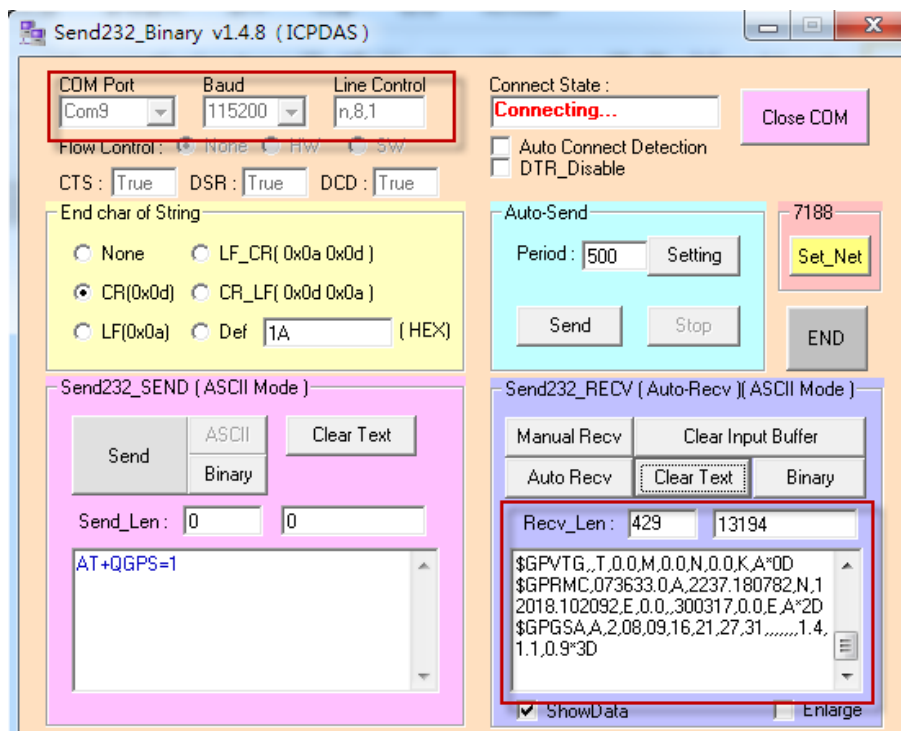 Send232_Binary v1.4.8 ( ICPDAS )
COM Port Baud Line Control
Com9 115200 n,8,1
Flow Control : None HW SW
CTS : True DSR : True DCD : True
Connect State :
Connecting...
Close COM
Auto Connect Detection
DTR_Disable
End char of String
None LF_CR( 0x0a 0x0d )
CR(0x0d) CR_LF( 0x0d 0x0a )
LF(0x0a) Def 1A ( HEX)
Auto-Send
Period : 500 Setting
Send Stop
7188
Set_Net
END
Send232_SEND ( ASCII Mode )
Send ASCII Clear Text
Binary
Send_Len : 0 0
AT+QGPS=1
Send232_RECV ( Auto-Recv )( ASCII Mode )
Manual Recv Clear Input Buffer
Auto Recv Clear Text Binary
Recv_Len : 429 13194
$GPVTG,,T,0.0,M,0.0,N,0.0,K,A*0D
$GPRMC,073633.0,A,2237.180782,N,1
2018.102092,E,0.0,,300317,0.0,E,A*2D
$GPGSA,A,2,08,09,16,21,27,31,,,,,,,1.4,
1.1,0.9*3D
ShowData Enlarge